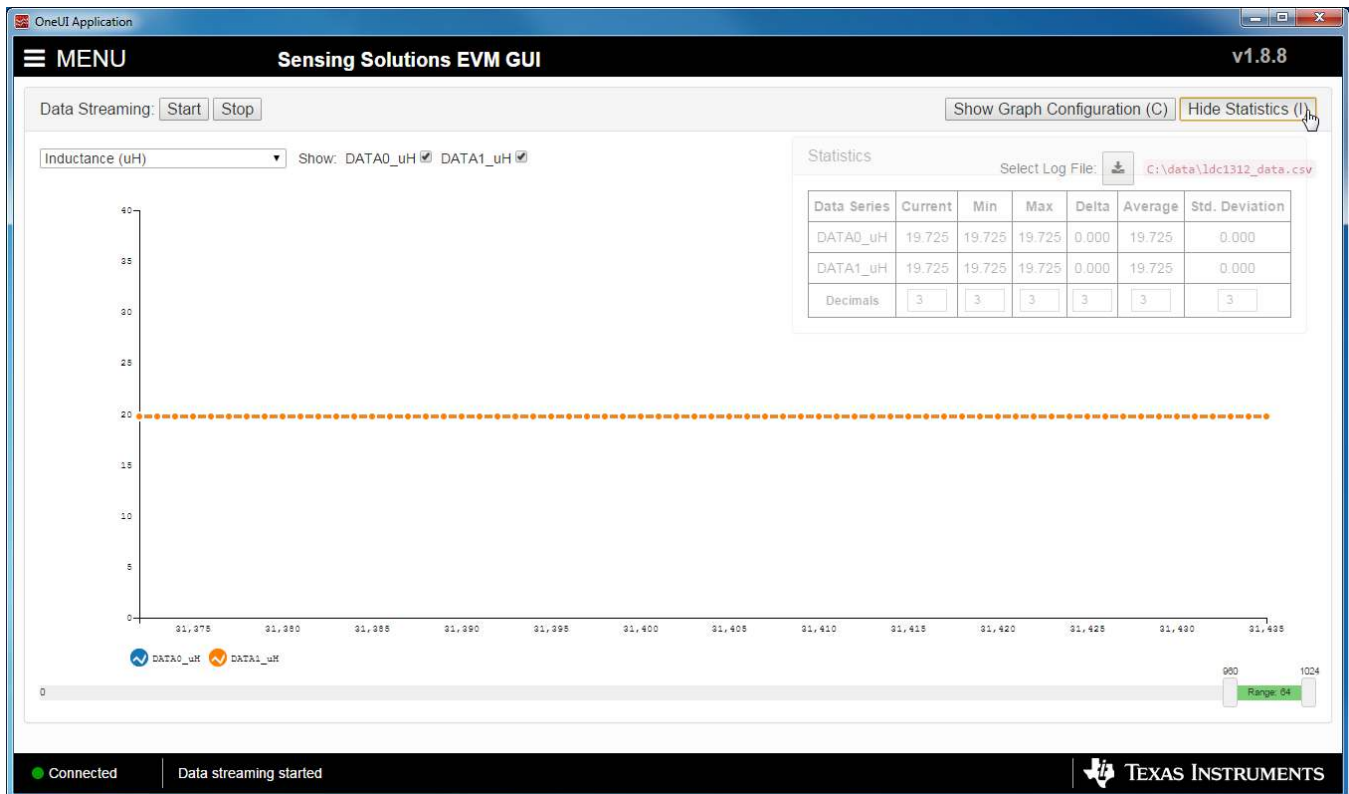 OneUI Application
MENU Sensing Solutions EVM GUI v1.8.8
Data Streaming: Start Stop Show Graph Configuration (C) Hide Statistics (I)
Inductance (uH) Show: DATA0_uH DATA1_uH
Statistics
Select Log File: C:\data\ldc1312_data.csv
Data Series Current Min Max Delta Average Std. Deviation
DATA0_uH 19.725 19.725 19.725 0.000 19.725 0.000
DATA1_uH 19.725 19.725 19.725 0.000 19.725 0.000
Decimals 3 3 3 3 3 3
40
35
30
25
20
15
10
5
0
31,375 31,380 31,385 31,390 31,395 31,400 31,405 31,410 31,415 31,420 31,425 31,430 31,435
DATA0_uH DATA1_uH
960 1024
0 Range: 64
Connected Data streaming started TEXAS INSTRUMENTS